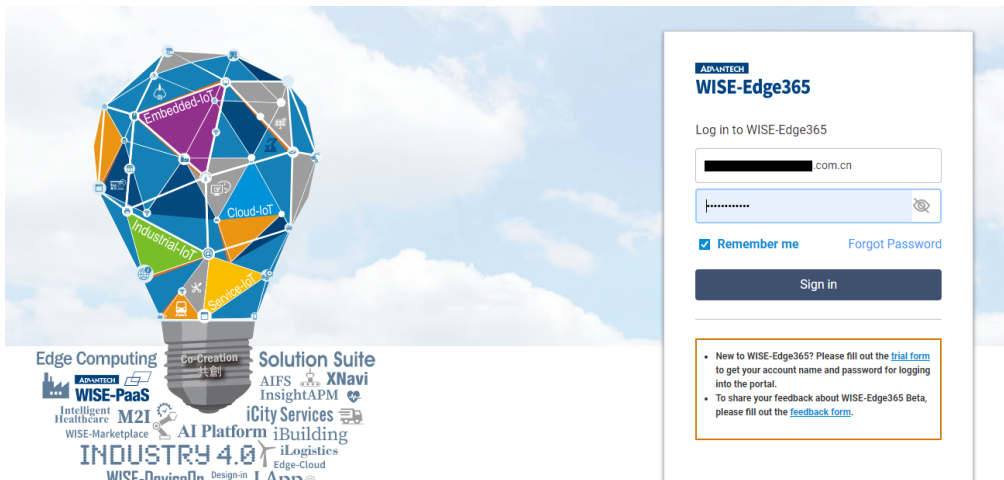 Embedded-IoT
Cloud-IoT
Industrial-IoT
Service-IoT
Co-Creation
共創
Edge Computing
Solution Suite
ADVANTECH
WISE-PaaS
AIFS
XNavi
InsightAPM
Intelligent
Healthcare
M2I
iCity Services
WISE-Marketplace
AI Platform
iBuilding
INDUSTRY 4.0
iLogistics
Edge-Cloud
WISE-DeviceOn
Design-in
I.App
ADVANTECH
WISE-Edge365
Log in to WISE-Edge365
.com.cn
••••••••••••
Remember me
Forgot Password
Sign in
• New to WISE-Edge365? Please fill out the trial form
to get your account name and password for logging
into the portal.
• To share your feedback about WISE-Edge365 Beta,
please fill out the feedback form.